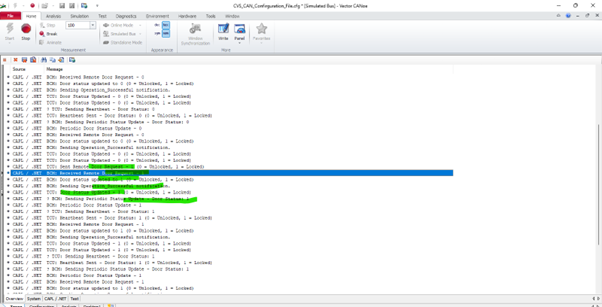 CVS_CAN_Configuration_File.cfg * [Simulated Bus] - Vector CANoe
File Home Analysis Simulation Test Diagnostics Environment Hardware Tools Window
Start Stop Step 100 Break Animate Online Mode Simulated Bus Standalone Mode Window Synchronization Write Panel Favorites
Measurement Appearance More
Source Message
CAPL / .NET BCM: Received Remote Door Request - 0
CAPL / .NET BCM: Door status updated to 0 (0 = Unlocked, 1 = Locked)
CAPL / .NET BCM: Sending Operation_Successful notification.
CAPL / .NET TCU: Door Status Updated - 0 (0 = Unlocked, 1 = Locked)
CAPL / .NET TCU: Door Status Updated - 0 (0 = Unlocked, 1 = Locked)
CAPL / .NET ? TCU: Sending Heartbeat - Door Status: 0
CAPL / .NET TCU: Heartbeat Sent - Door Status: 0 (0 = Unlocked, 1 = Locked)
CAPL / .NET ? BCM: Sending Periodic Status Update - Door Status: 0
CAPL / .NET BCM: Periodic Door Status Update - 0
CAPL / .NET BCM: Received Remote Door Request - 0
CAPL / .NET BCM: Door status updated to 0 (0 = Unlocked, 1 = Locked)
CAPL / .NET BCM: Sending Operation_Successful notification.
CAPL / .NET TCU: Door Status Updated - 0 (0 = Unlocked, 1 = Locked)
CAPL / .NET TCU: Door Status Updated - 0 (0 = Unlocked, 1 = Locked)
CAPL / .NET TCU: Sent Remote Door Request - 1 (0 = Unlocked, 1 = Locked)
CAPL / .NET BCM: Received Remote Door Request - 1
CAPL / .NET BCM: Door status updated to 1 (0 = Unlocked, 1 = Locked)
CAPL / .NET BCM: Sending Operation_Successful notification.
CAPL / .NET TCU: Door Status Updated - 1 (0 = Unlocked, 1 = Locked)
CAPL / .NET ? BCM: Sending Periodic Status Update - Door Status: 1
CAPL / .NET BCM: Periodic Door Status Update - 1
CAPL / .NET ? TCU: Sending Heartbeat - Door Status: 1
CAPL / .NET TCU: Heartbeat Sent - Door Status: 1 (0 = Unlocked, 1 = Locked)
CAPL / .NET BCM: Received Remote Door Request - 1
CAPL / .NET BCM: Door status updated to 1 (0 = Unlocked, 1 = Locked)
CAPL / .NET BCM: Sending Operation_Successful notification.
CAPL / .NET TCU: Door Status Updated - 1 (0 = Unlocked, 1 = Locked)
CAPL / .NET TCU: Door Status Updated - 1 (0 = Unlocked, 1 = Locked)
CAPL / .NET ? TCU: Sending Heartbeat - Door Status: 1
CAPL / .NET TCU: Heartbeat Sent - Door Status: 1 (0 = Unlocked, 1 = Locked)
CAPL / .NET ? BCM: Sending Periodic Status Update - Door Status: 1
CAPL / .NET BCM: Periodic Door Status Update - 1
CAPL / .NET BCM: Received Remote Door Request - 1
CAPL / .NET BCM: Door status updated to 1 (0 = Unlocked, 1 = Locked)
Overview System CAPL / .NET Test